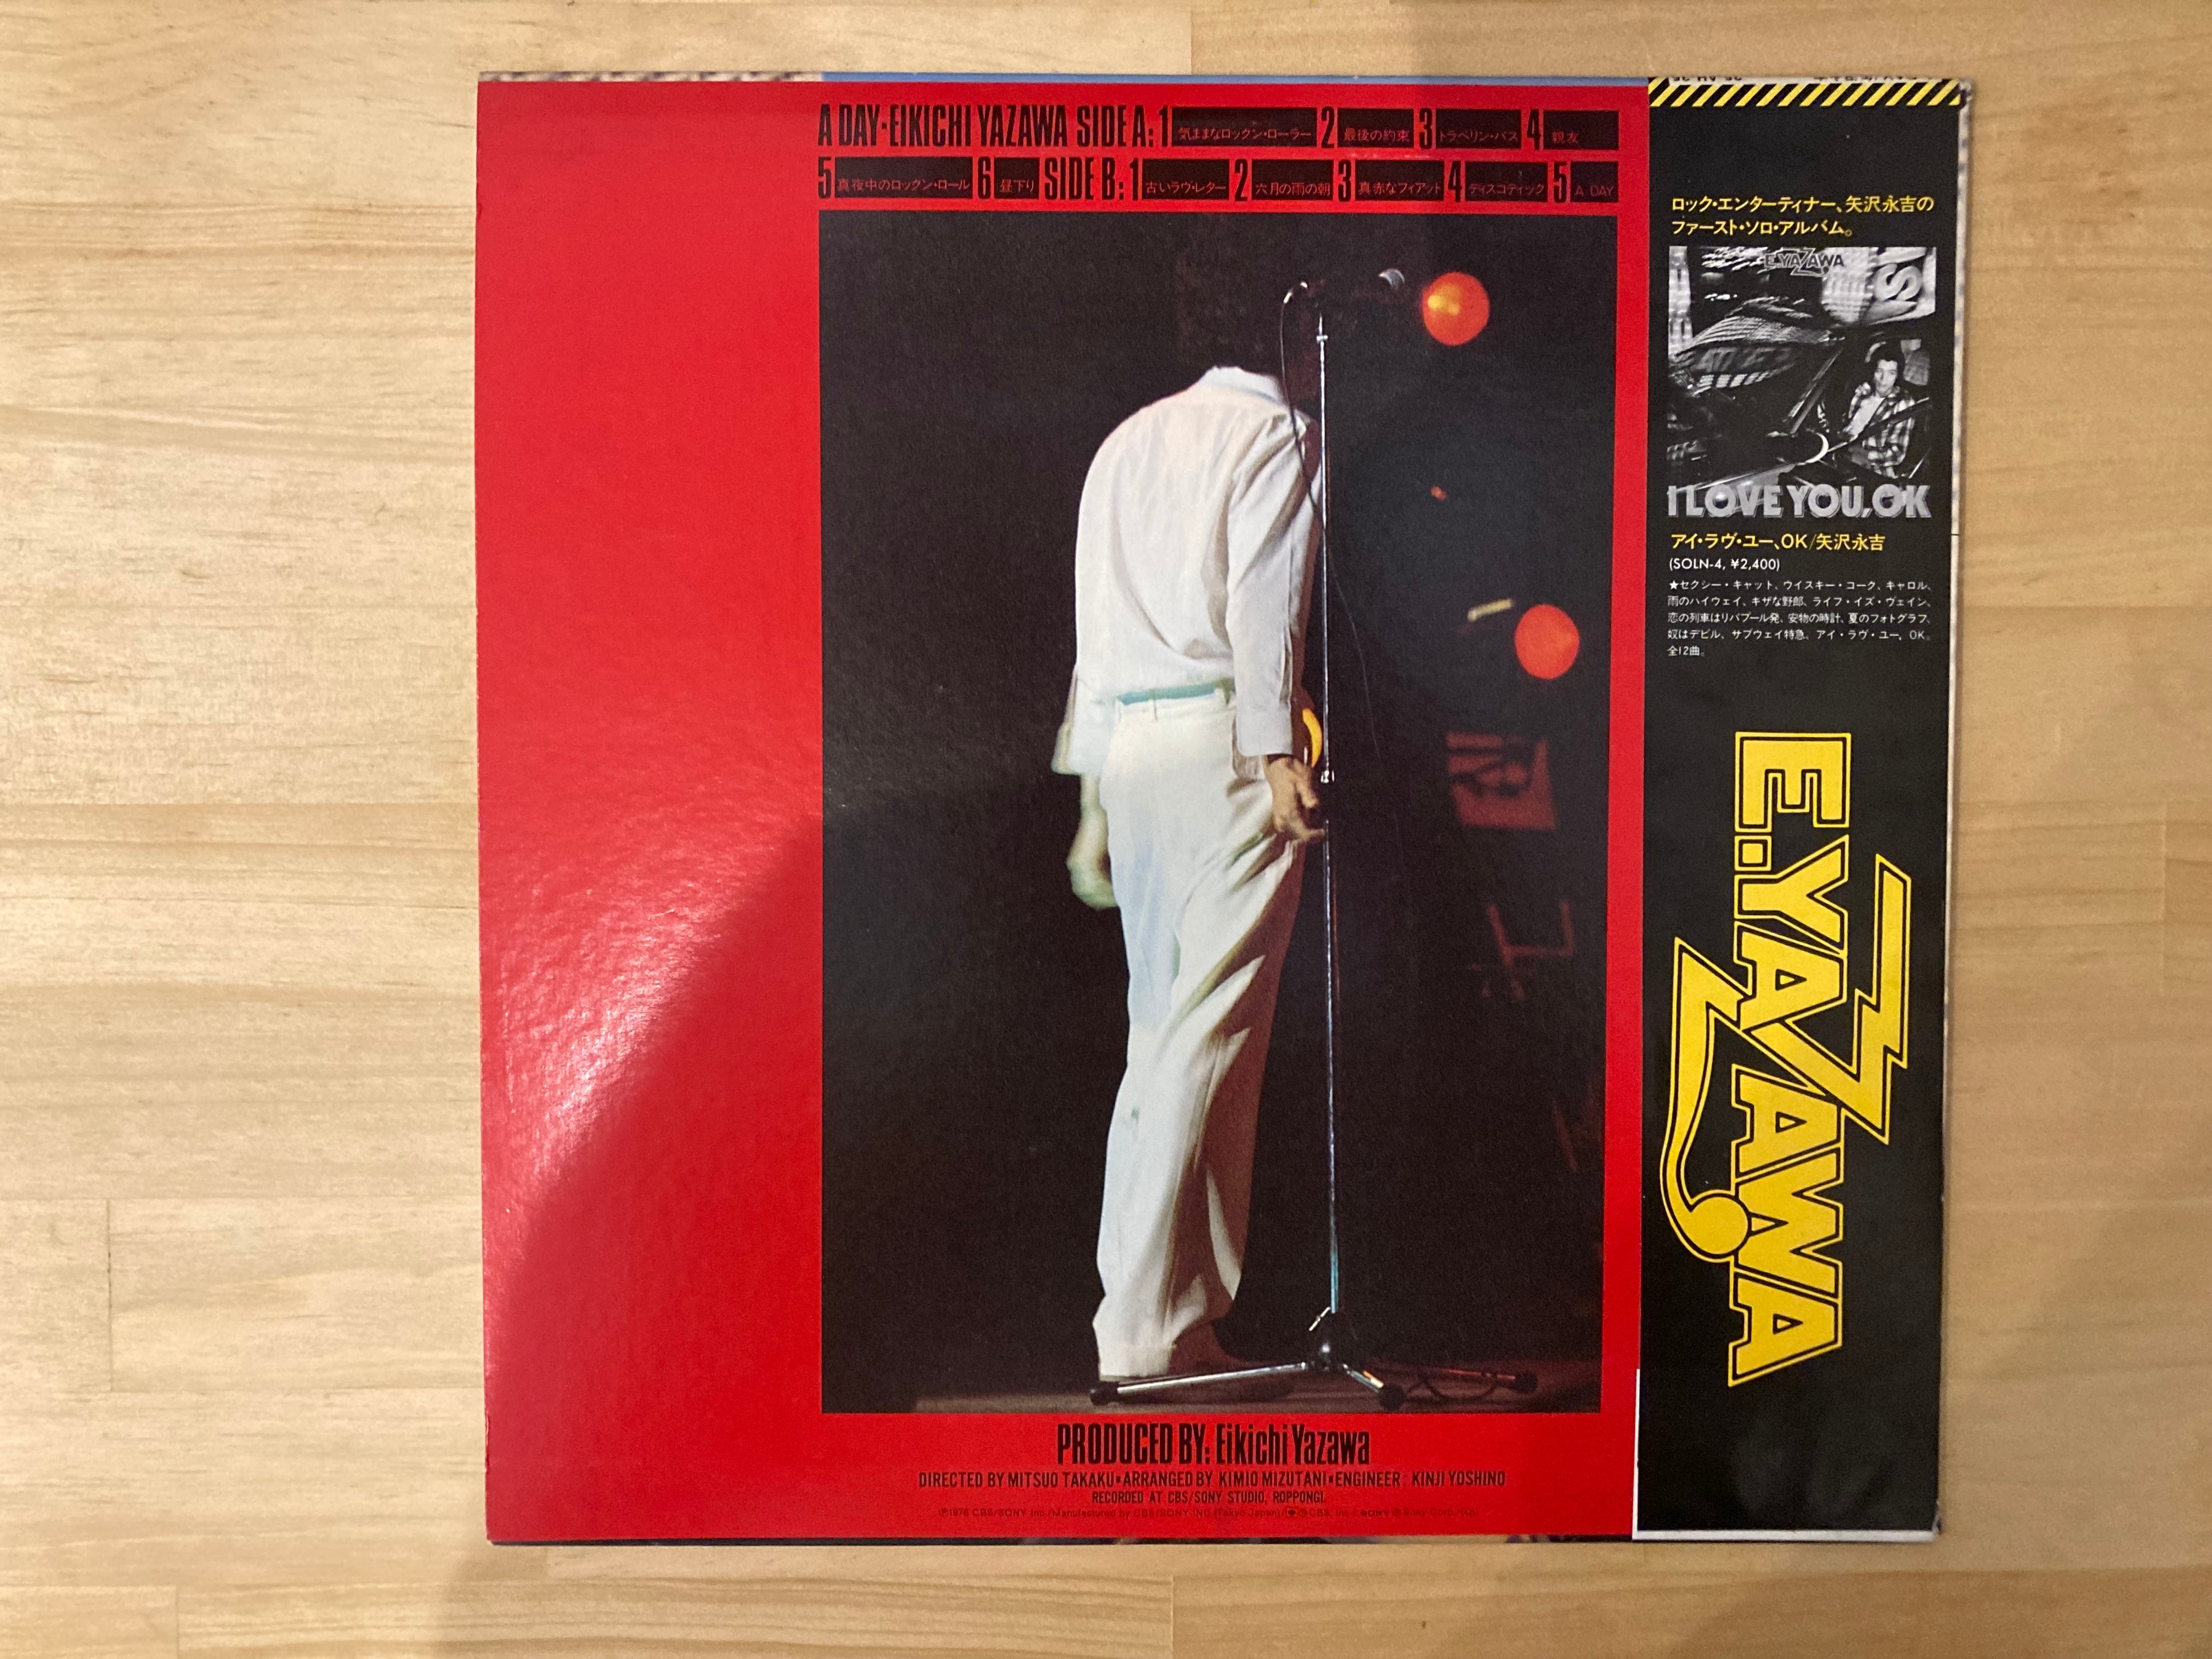 A DAY・EIKICHI YAZAWA SIDE A: 1 気ままなロックン・ローラー 2 最後の約束 3 トラベリン・バス 4 親友
5 真夜中のロックン・ロール 6 昼下り SIDE B: 1 古いラヴ・レター 2 六月の雨の朝 3 真赤なフィアット 4 ディスコティック 5 A DAY
PRODUCED BY: Eikichi Yazawa
DIRECTED BY MITSUO TAKAKU・ARRANGED BY KIMIO MIZUTANI・ENGINEER: KINJI YOSHINO
RECORDED AT CBS/SONY STUDIO, ROPPONGI.
Ⓟ1976 CBS/SONY Inc./Manufactured by CBS/SONY INC. (Tokyo Japan)
ロック・エンターティナー、矢沢永吉の
ファースト・ソロ・アルバム。
E.YAZAWA
I LOVE YOU,OK
アイ・ラヴ・ユー、OK/矢沢永吉
(SOLN-4, ¥2,400)
★セクシー・キャット、ウイスキー・コーク、キャロル、
雨のハイウェイ、キザな野郎、ライフ・イズ・ヴェイン、
恋の列車はリバプール発、安物の時計、夏のフォトグラフ、
奴はデビル、サブウェイ特急、アイ・ラヴ・ユー, OK。
全12曲。
E.YAZAWA